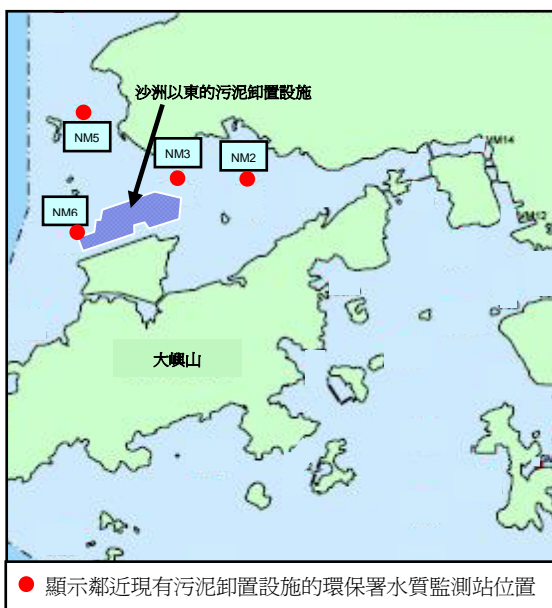 沙洲以東的污泥卸置設施
NM5
NM3
NM2
VM14
NM6
VM12
大嶼山
● 顯示鄰近現有污泥卸置設施的環保署水質監測站位置